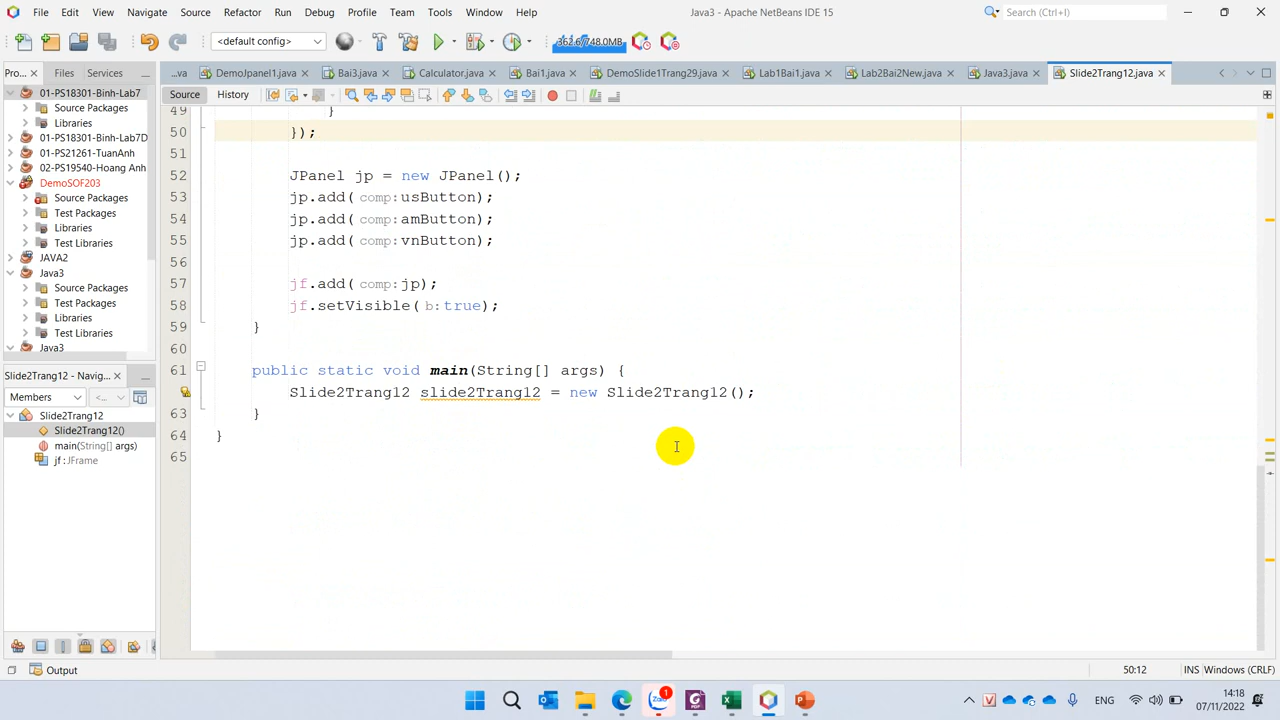 File Edit View Navigate Source Refactor Run Debug Profile Team Tools Window Help
Java3 - Apache NetBeans IDE 15
Search (Ctrl+I)
<default config>
362.6/748.0MB
Pro... Files Services
...va DemoJpanel1.java Bai3.java Calculator.java Bai1.java DemoSlide1Trang29.java Lab1Bai1.java Lab2Bai2New.java Java3.java Slide2Trang12.java
Source History
01-PS18301-Binh-Lab7
Source Packages
Libraries
01-PS18301-Binh-Lab7D
01-PS21261-TuanAnh
02-PS19540-Hoang Anh
DemoSOF203
Source Packages
Test Packages
Libraries
Test Libraries
JAVA2
Java3
Source Packages
Test Packages
Libraries
Test Libraries
Java3
Slide2Trang12 - Navig...
Members <...
Slide2Trang12
Slide2Trang12()
main(String[] args)
jf : JFrame
49 }
50 });
51
52 JPanel jp = new JPanel();
53 jp.add( comp: usButton);
54 jp.add( comp: amButton);
55 jp.add( comp: vnButton);
56
57 jf.add( comp: jp);
58 jf.setVisible( b: true);
59 }
60
61 public static void main(String[] args) {
Slide2Trang12 slide2Trang12 = new Slide2Trang12();
63 }
64 }
65
Output
50:12 INS Windows (CRLF)
Zalo 1
ENG
14:18
07/11/2022